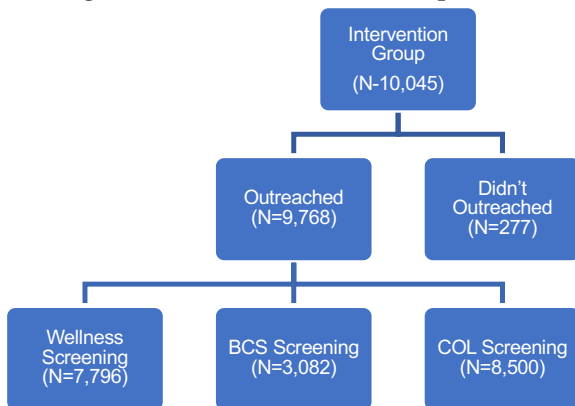 Intervention
Group
(N-10,045)
Outreached
(N=9,768)
Didn't
Outreached
(N=277)
Wellness
Screening
(N=7,796)
BCS Screening
(N=3,082)
COL Screening
(N=8,500)